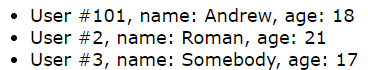 • User #101, name: Andrew, age: 18
• User #2, name: Roman, age: 21
• User #3, name: Somebody, age: 17